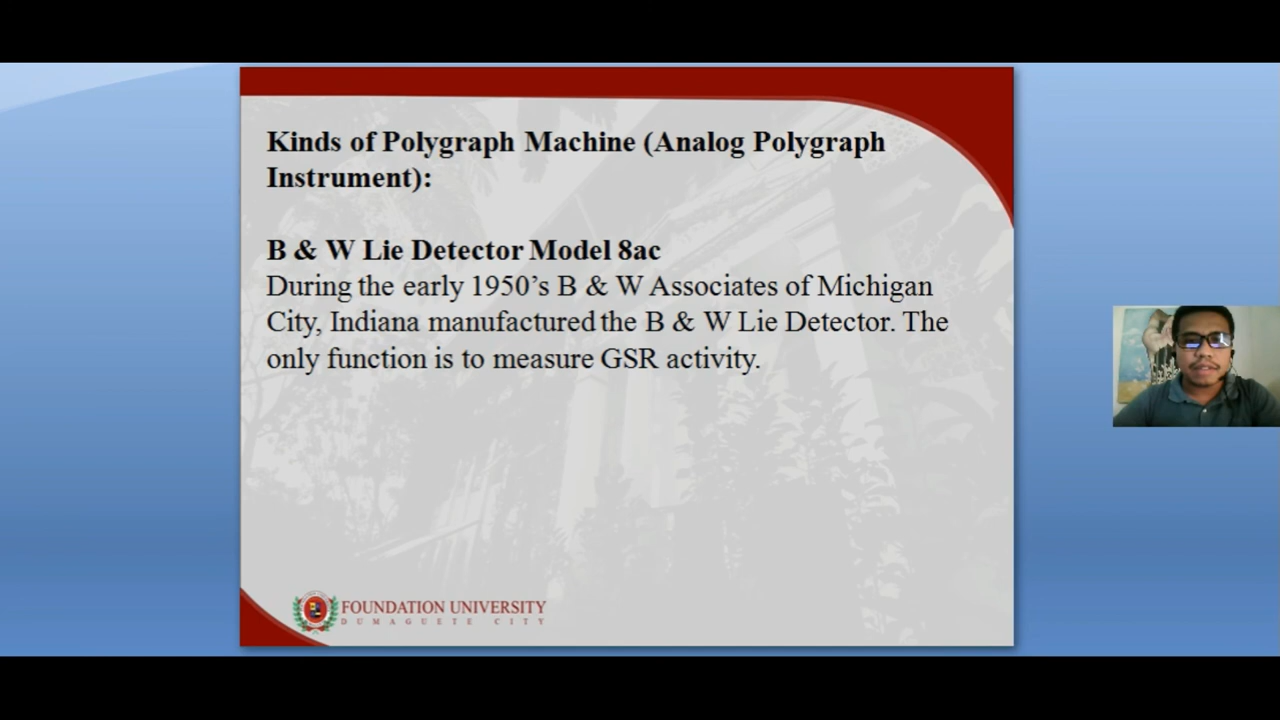 Kinds of Polygraph Machine (Analog Polygraph
Instrument):
B & W Lie Detector Model 8ac
During the early 1950’s B & W Associates of Michigan
City, Indiana manufactured the B & W Lie Detector. The
only function is to measure GSR activity.
FOUNDATION UNIVERSITY
DUMAGUETE CITY